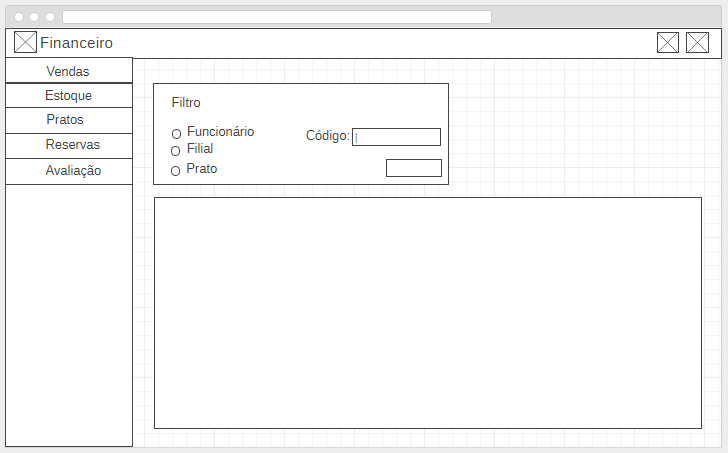 Financeiro
Vendas
Estoque
Pratos
Reservas
Avaliação
Filtro
Funcionário
Código:
Filial
Prato